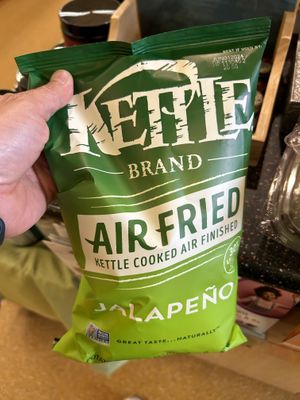 KETTLE
BRAND
AIR FRIED
KETTLE COOKED AIR FINISHED
JALAPEÑO
GREAT TASTE...NATURALLY